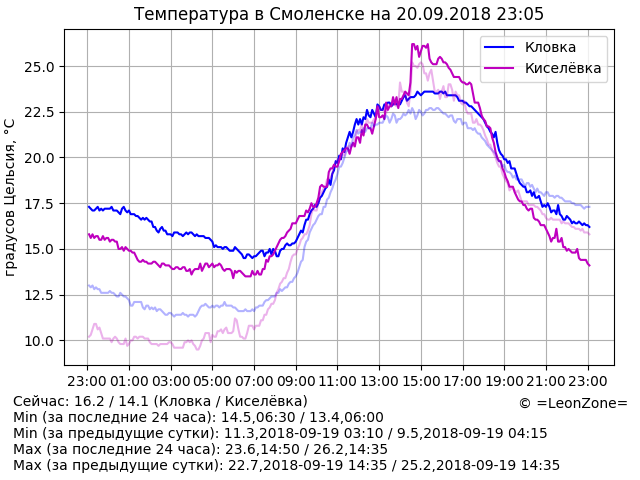 Температура в Смоленске на 20.09.2018 23:05
градусов Цельсия, °C
25.0
22.5
20.0
17.5
15.0
12.5
10.0
Кловка
Киселёвка
23:00 01:00 03:00 05:00 07:00 09:00 11:00 13:00 15:00 17:00 19:00 21:00 23:00
Сейчас: 16.2 / 14.1 (Кловка / Киселёвка)
© =LeonZone=
Min (за последние 24 часа): 14.5,06:30 / 13.4,06:00
Min (за предыдущие сутки): 11.3,2018-09-19 03:10 / 9.5,2018-09-19 04:15
Max (за последние 24 часа): 23.6,14:50 / 26.2,14:35
Max (за предыдущие сутки): 22.7,2018-09-19 14:35 / 25.2,2018-09-19 14:35